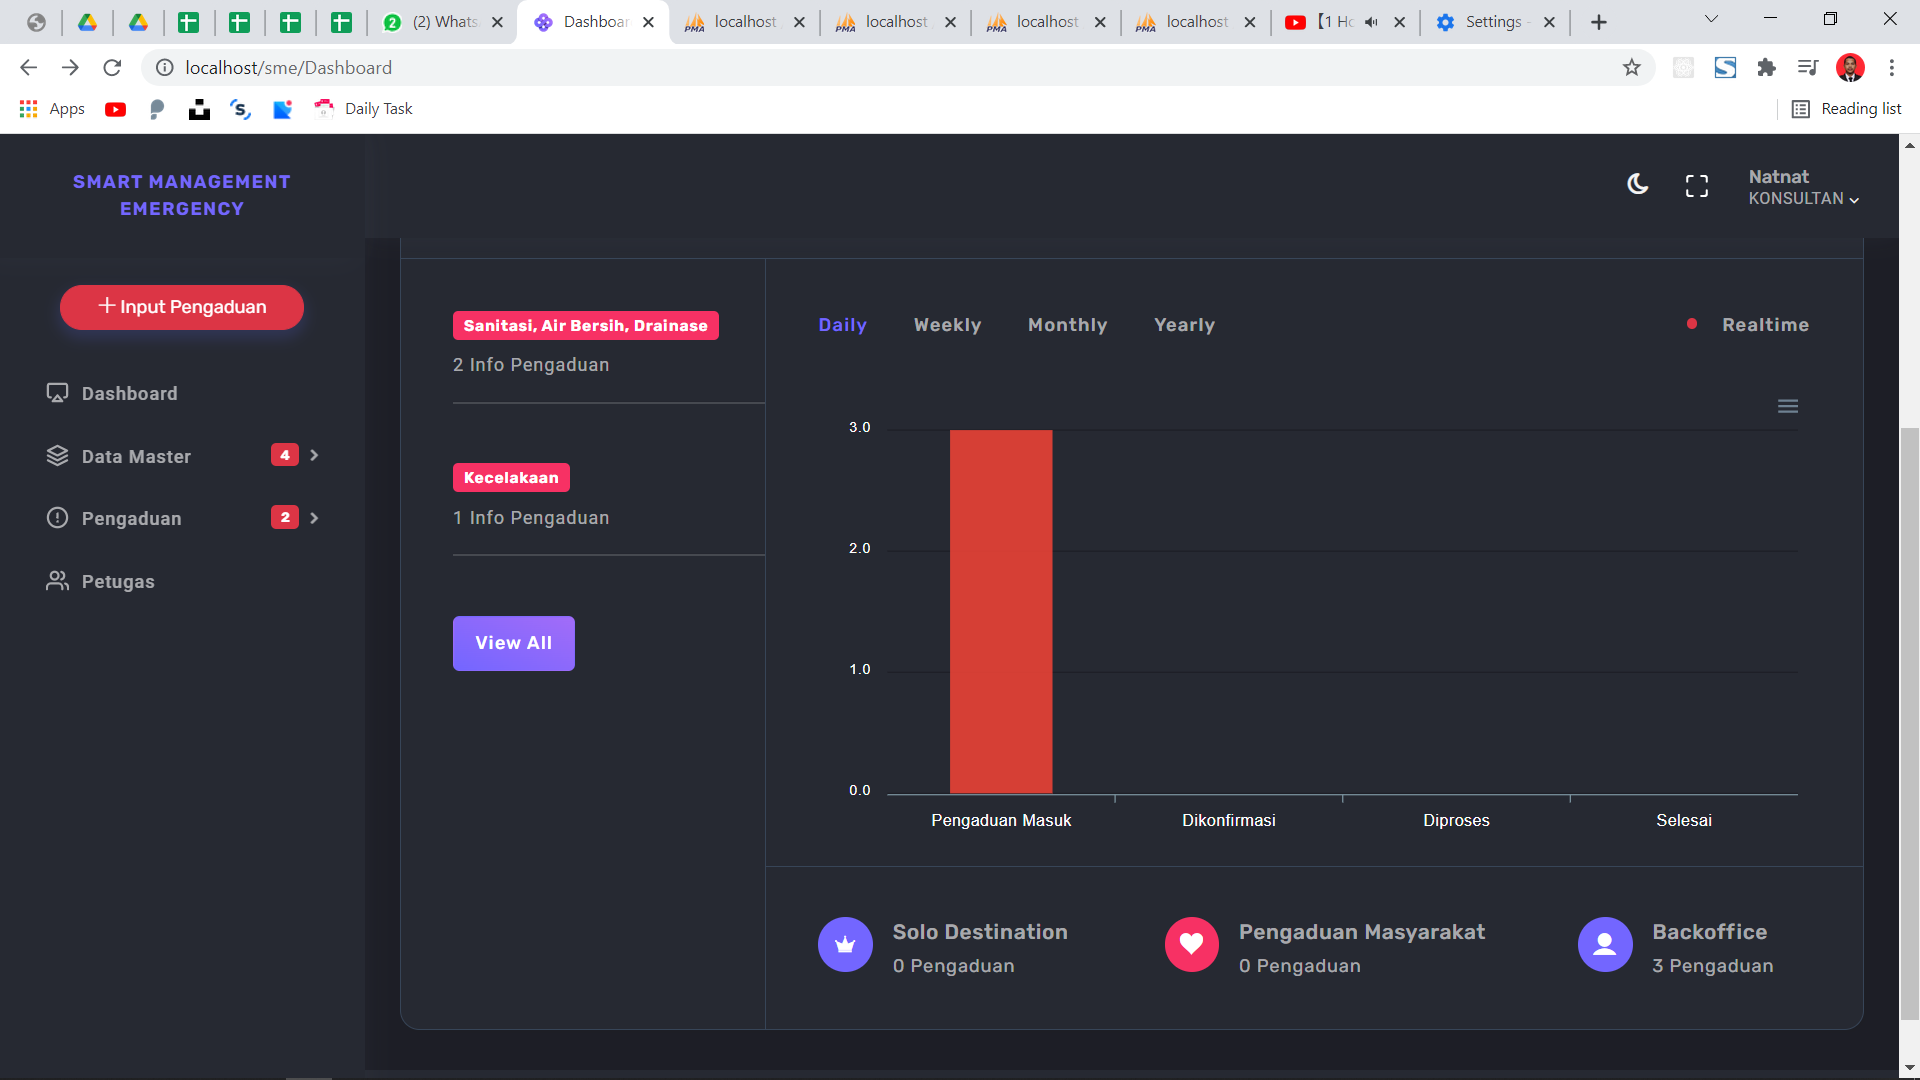 (2) Whats
Dashboar
localhost
localhost
localhost
localhost
【1 Ho
Settings -
localhost/sme/Dashboard
Apps
Daily Task
Reading list
SMART MANAGEMENT
EMERGENCY
Natnat
KONSULTAN
+ Input Pengaduan
Dashboard
Data Master 4
Pengaduan 2
Petugas
Sanitasi, Air Bersih, Drainase
2 Info Pengaduan
Kecelakaan
1 Info Pengaduan
View All
Daily Weekly Monthly Yearly
Realtime
3.0
2.0
1.0
0.0
Pengaduan Masuk Dikonfirmasi Diproses Selesai
Solo Destination
0 Pengaduan
Pengaduan Masyarakat
0 Pengaduan
Backoffice
3 Pengaduan